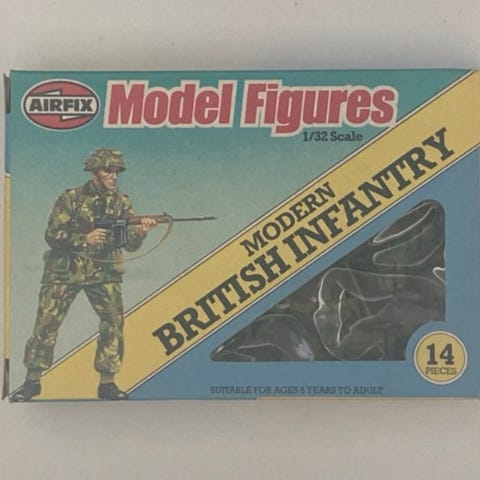 AIRFIX
Model Figures
1/32 Scale
MODERN
BRITISH INFANTRY
14
PIECES
SUITABLE FOR AGES 5 YEARS TO ADULT